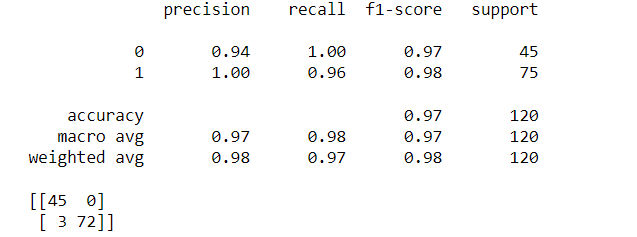 precision recall f1-score support
0 0.94 1.00 0.97 45
1 1.00 0.96 0.98 75
accuracy 0.97 120
macro avg 0.97 0.98 0.97 120
weighted avg 0.98 0.97 0.98 120
[[45 0]
[ 3 72]]